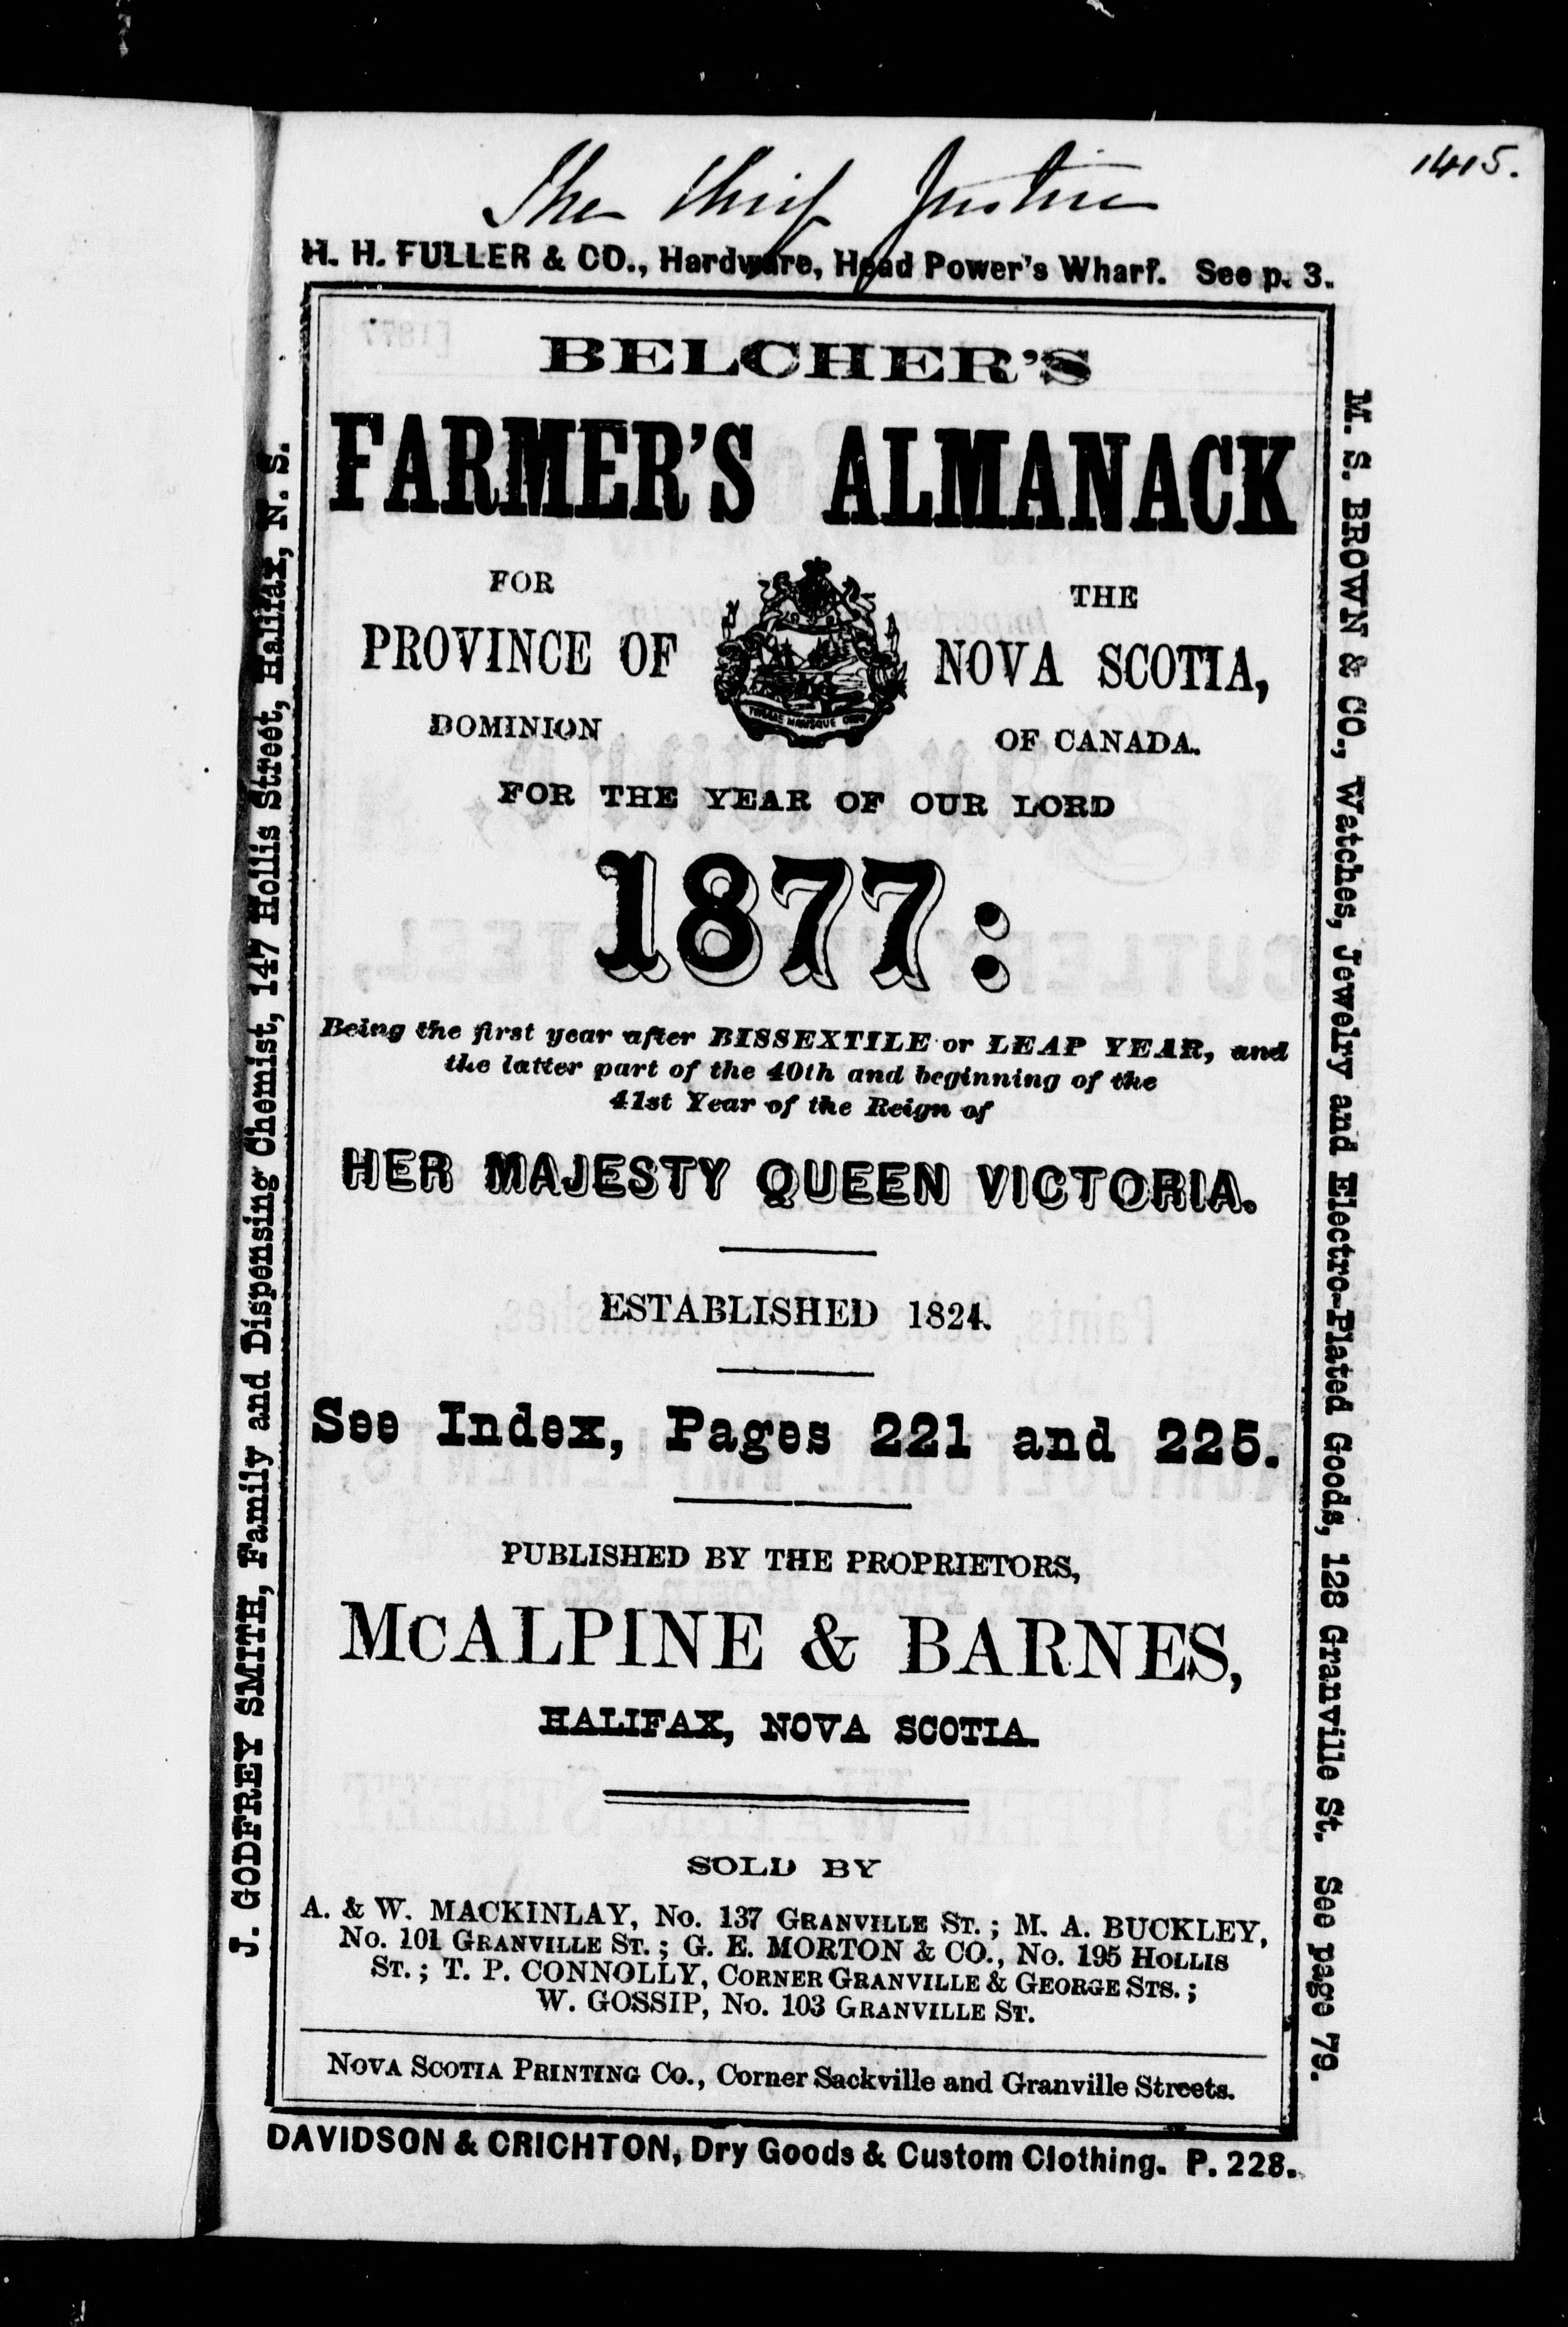 1415.
The Chief Justice
H. H. FULLER & CO., Hardware, Head Power's Wharf. See p. 3.
BELCHER'S
FARMER'S ALMANACK
FOR THE
PROVINCE OF NOVA SCOTIA,
DOMINION OF CANADA.
FOR THE YEAR OF OUR LORD
1877:
Being the first year after BISSEXTILE or LEAP YEAR, and
the latter part of the 40th and beginning of the
41st Year of the Reign of
HER MAJESTY QUEEN VICTORIA.
ESTABLISHED 1824.
See Index, Pages 221 and 225.
PUBLISHED BY THE PROPRIETORS,
McALPINE & BARNES,
HALIFAX, NOVA SCOTIA.
SOLD BY
A. & W. MACKINLAY, No. 137 GRANVILLE ST.; M. A. BUCKLEY,
No. 101 GRANVILLE ST.; G. E. MORTON & CO., No. 195 HOLLIS
ST.; T. P. CONNOLLY, CORNER GRANVILLE & GEORGE STS.;
W. GOSSIP, No. 103 GRANVILLE ST.
NOVA SCOTIA PRINTING CO., Corner Sackville and Granville Streets.
DAVIDSON & CRICHTON, Dry Goods & Custom Clothing. P. 228.
J. GODFREY SMITH, Family and Dispensing Chemist, 147 Hollis Street, Halifax, N. S.
M. S. BROWN & CO., Watches, Jewelry and Electro-Plated Goods, 128 Granville St. See page 79.